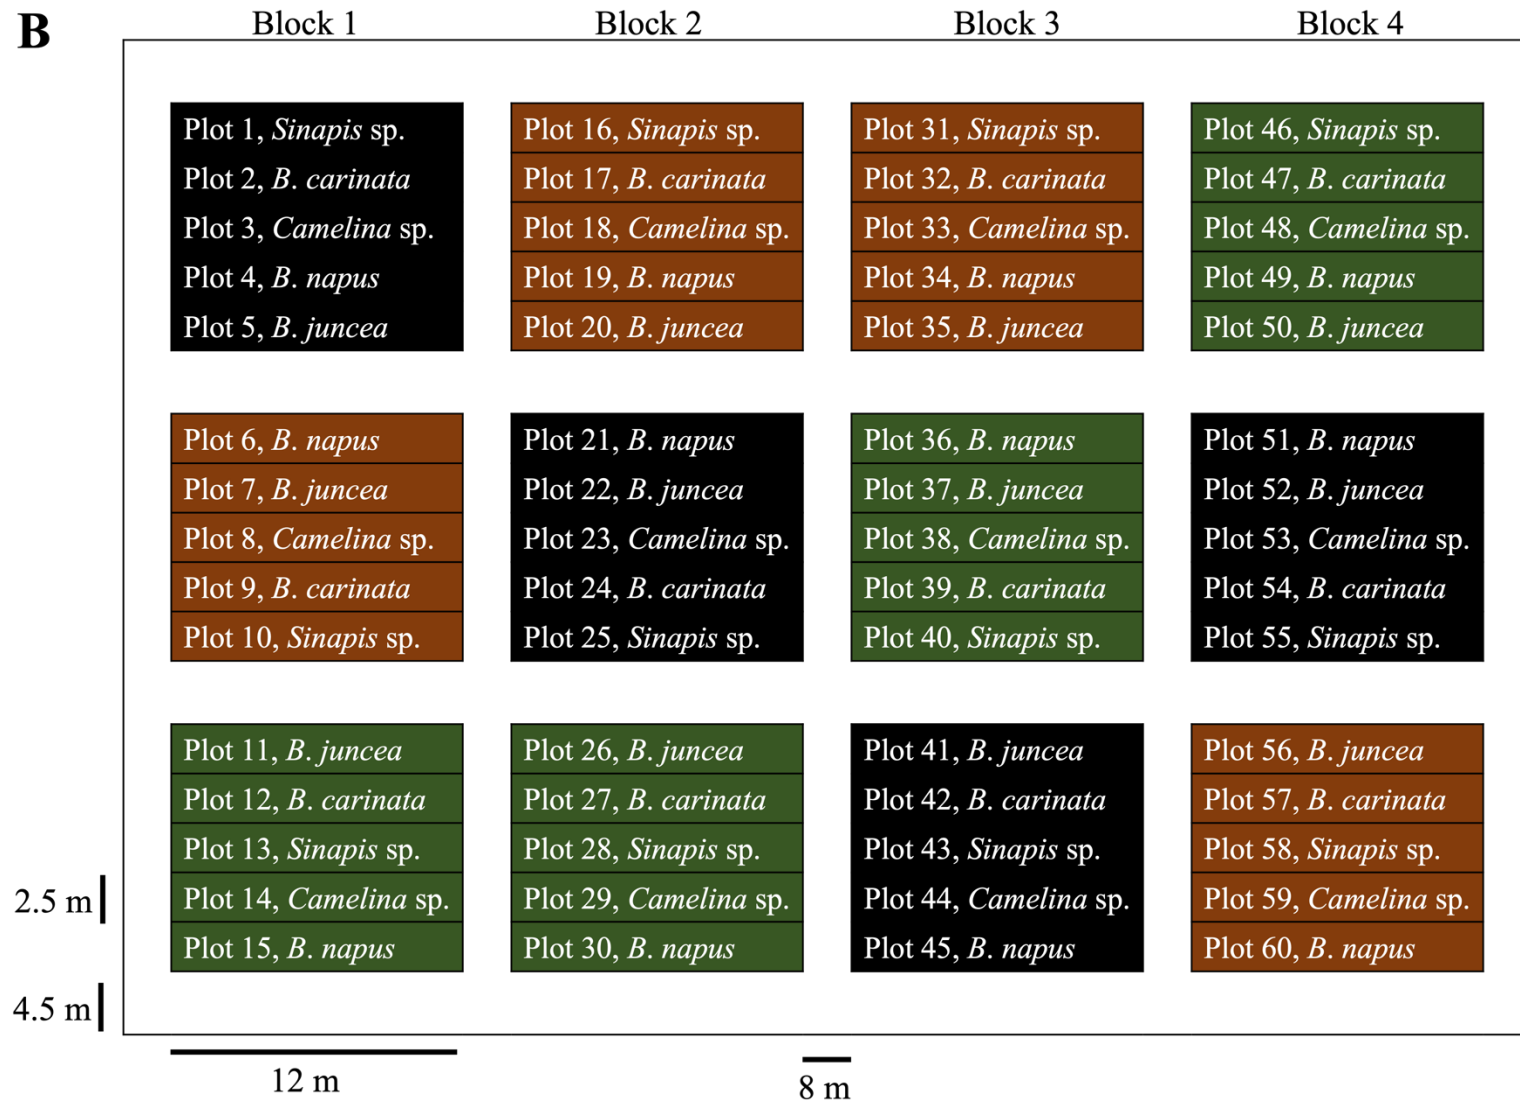 B
Block 1
Block 2
Block 3
Block 4
Plot 1, Sinapis sp.
Plot 2, B. carinata
Plot 3, Camelina sp.
Plot 4, B. napus
Plot 5, B. juncea
Plot 16, Sinapis sp.
Plot 17, B. carinata
Plot 18, Camelina sp.
Plot 19, B. napus
Plot 20, B. juncea
Plot 31, Sinapis sp.
Plot 32, B. carinata
Plot 33, Camelina sp.
Plot 34, B. napus
Plot 35, B. juncea
Plot 46, Sinapis sp.
Plot 47, B. carinata
Plot 48, Camelina sp.
Plot 49, B. napus
Plot 50, B. juncea
Plot 6, B. napus
Plot 7, B. juncea
Plot 8, Camelina sp.
Plot 9, B. carinata
Plot 10, Sinapis sp.
Plot 21, B. napus
Plot 22, B. juncea
Plot 23, Camelina sp.
Plot 24, B. carinata
Plot 25, Sinapis sp.
Plot 36, B. napus
Plot 37, B. juncea
Plot 38, Camelina sp.
Plot 39, B. carinata
Plot 40, Sinapis sp.
Plot 51, B. napus
Plot 52, B. juncea
Plot 53, Camelina sp.
Plot 54, B. carinata
Plot 55, Sinapis sp.
Plot 11, B. juncea
Plot 12, B. carinata
Plot 13, Sinapis sp.
Plot 14, Camelina sp.
Plot 15, B. napus
Plot 26, B. juncea
Plot 27, B. carinata
Plot 28, Sinapis sp.
Plot 29, Camelina sp.
Plot 30, B. napus
Plot 41, B. juncea
Plot 42, B. carinata
Plot 43, Sinapis sp.
Plot 44, Camelina sp.
Plot 45, B. napus
Plot 56, B. juncea
Plot 57, B. carinata
Plot 58, Sinapis sp.
Plot 59, Camelina sp.
Plot 60, B. napus
2.5 m
4.5 m
12 m
8 m